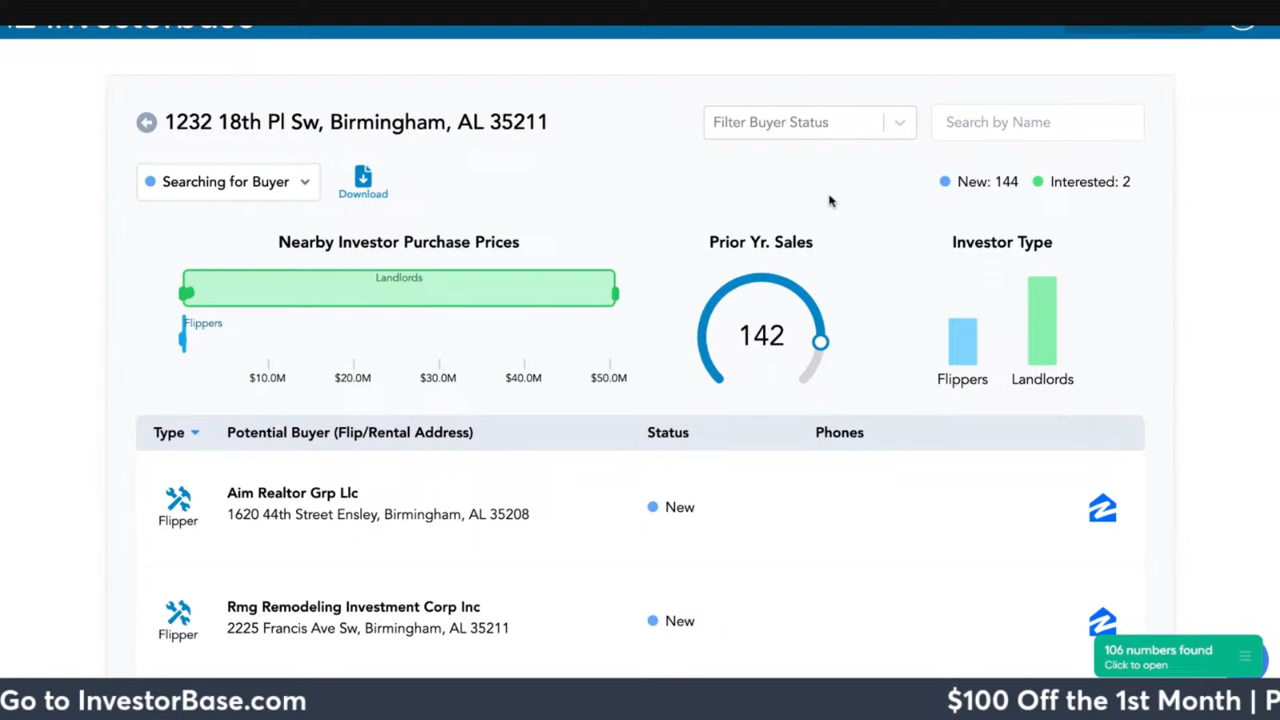 1232 18th Pl Sw, Birmingham, AL 35211
Filter Buyer Status
Search by Name
Searching for Buyer
Download
New: 144
Interested: 2
Nearby Investor Purchase Prices
Landlords
Flippers
$10.0M $20.0M $30.0M $40.0M $50.0M
Prior Yr. Sales
142
Investor Type
Flippers Landlords
Type Potential Buyer (Flip/Rental Address) Status Phones
Flipper
Aim Realtor Grp Llc
1620 44th Street Ensley, Birmingham, AL 35208
New
Flipper
Rmg Remodeling Investment Corp Inc
2225 Francis Ave Sw, Birmingham, AL 35211
New
106 numbers found
Click to open
Go to InvestorBase.com
$100 Off the 1st Month |